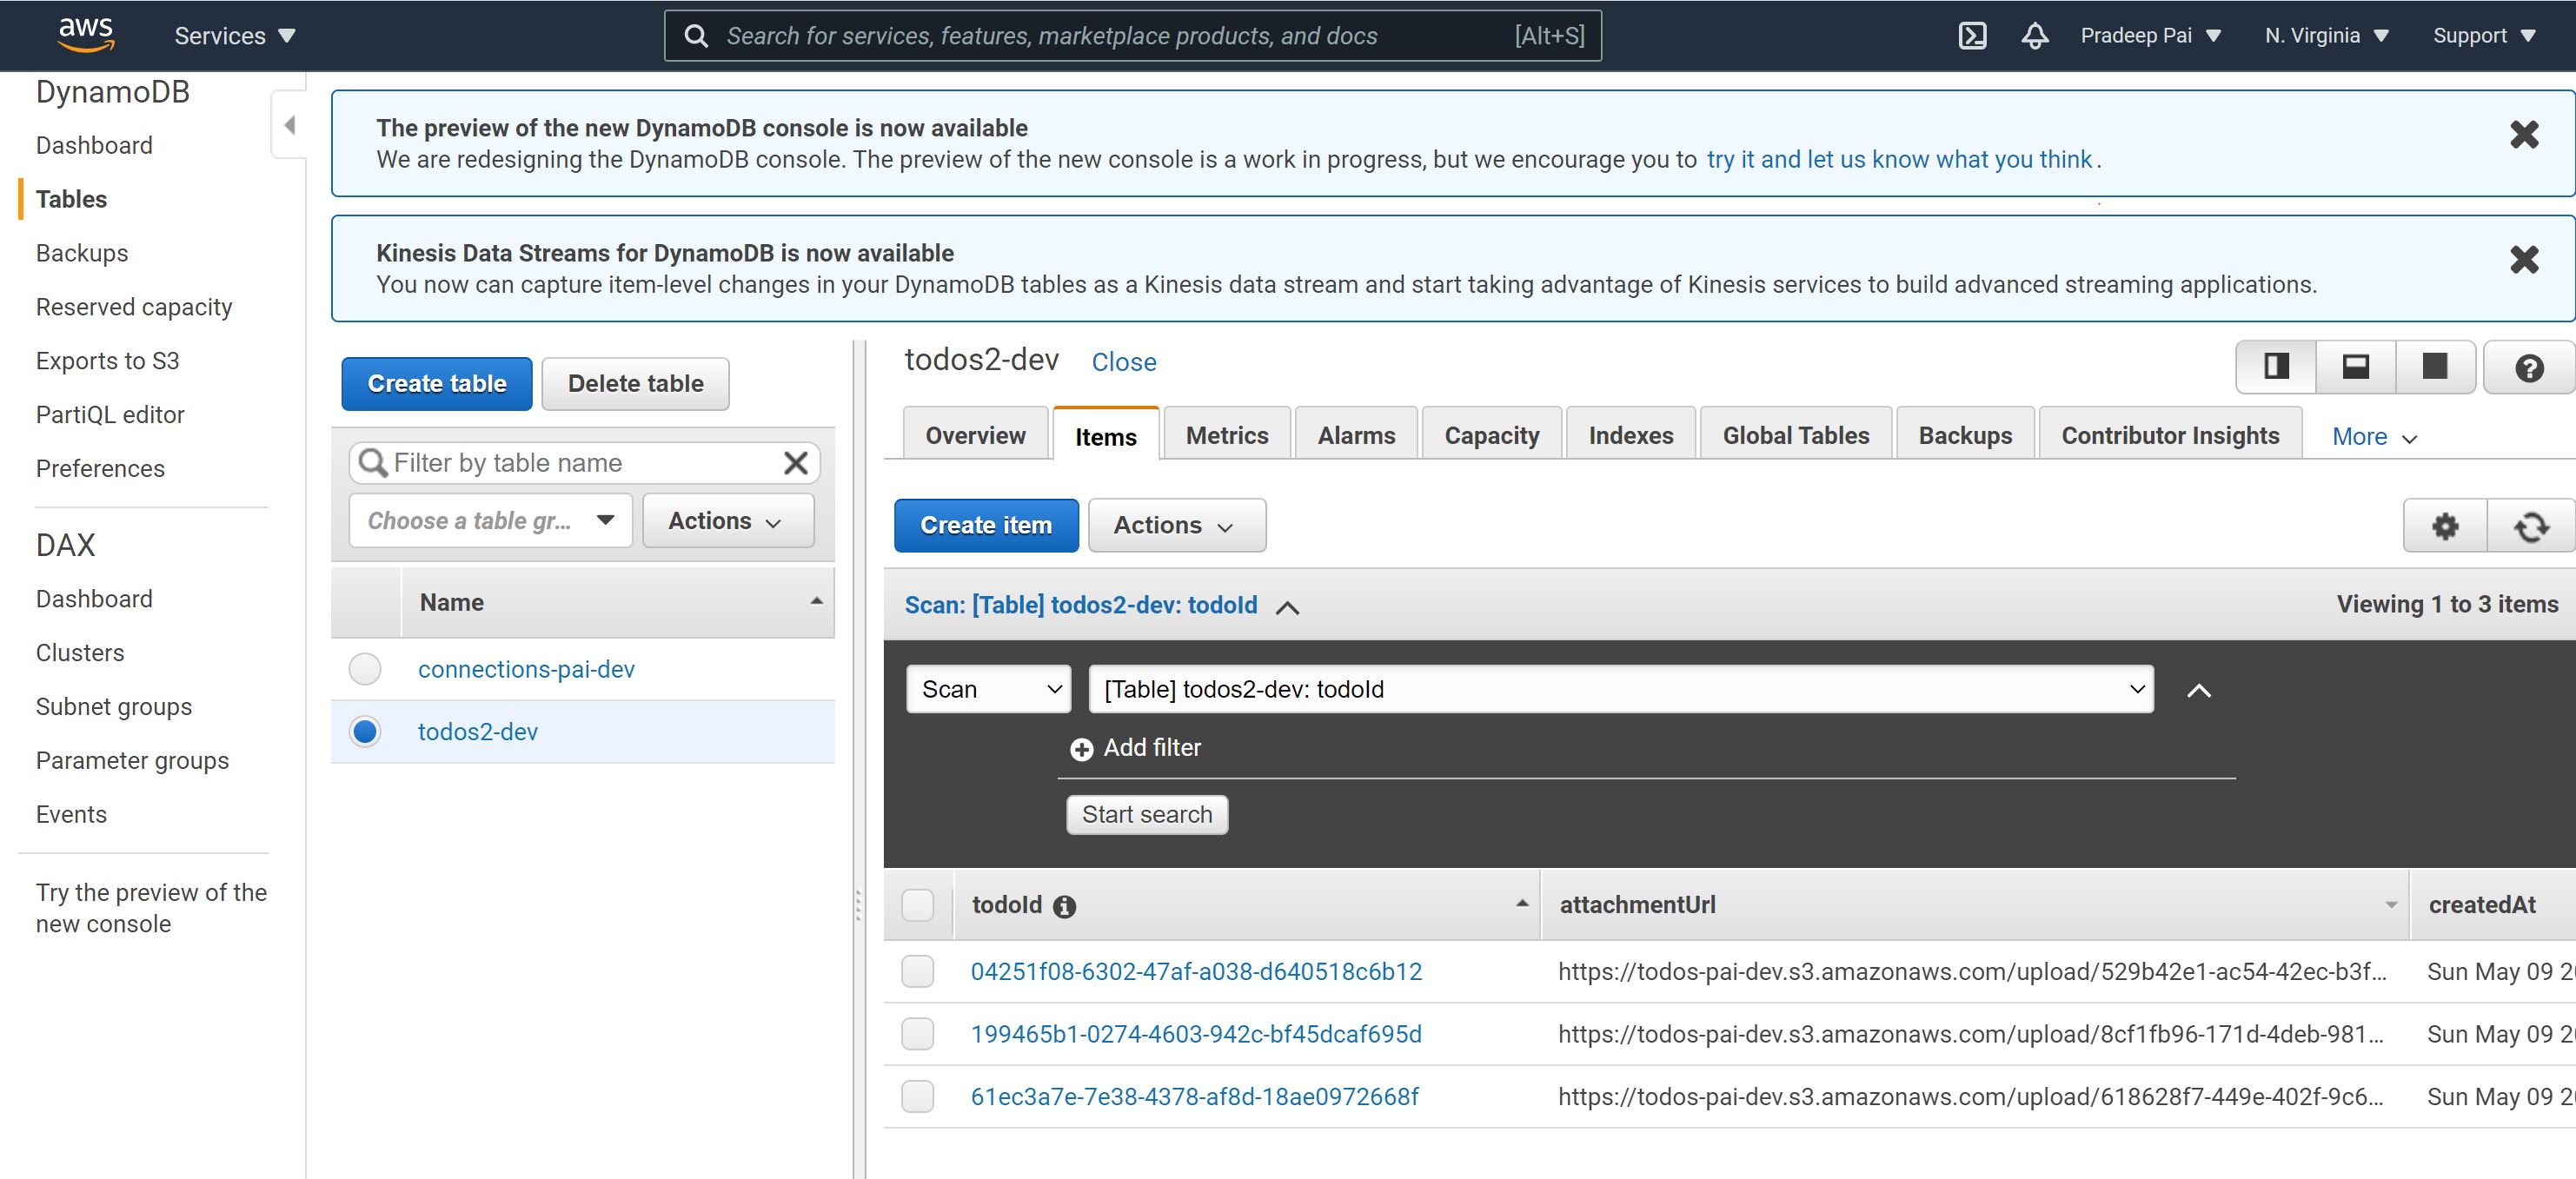 aws
Services
Search for services, features, marketplace products, and docs [Alt+S]
Pradeep Pai
N. Virginia
Support
DynamoDB
Dashboard
Tables
Backups
Reserved capacity
Exports to S3
PartiQL editor
Preferences
DAX
Dashboard
Clusters
Subnet groups
Parameter groups
Events
Try the preview of the
new console
The preview of the new DynamoDB console is now available
We are redesigning the DynamoDB console. The preview of the new console is a work in progress, but we encourage you to try it and let us know what you think.
Kinesis Data Streams for DynamoDB is now available
You now can capture item-level changes in your DynamoDB tables as a Kinesis data stream and start taking advantage of Kinesis services to build advanced streaming applications.
Create table
Delete table
Filter by table name
Choose a table gr...
Actions
Name
connections-pai-dev
todos2-dev
todos2-dev Close
Overview
Items
Metrics
Alarms
Capacity
Indexes
Global Tables
Backups
Contributor Insights
More
Create item
Actions
Scan: [Table] todos2-dev: todoId
Viewing 1 to 3 items
Scan
[Table] todos2-dev: todoId
Add filter
Start search
todoId attachmentUrl createdAt
04251f08-6302-47af-a038-d640518c6b12 https://todos-pai-dev.s3.amazonaws.com/upload/529b42e1-ac54-42ec-b3f... Sun May 09 2
199465b1-0274-4603-942c-bf45dcaf695d https://todos-pai-dev.s3.amazonaws.com/upload/8cf1fb96-171d-4deb-981... Sun May 09 2
61ec3a7e-7e38-4378-af8d-18ae0972668f https://todos-pai-dev.s3.amazonaws.com/upload/618628f7-449e-402f-9c6... Sun May 09 2